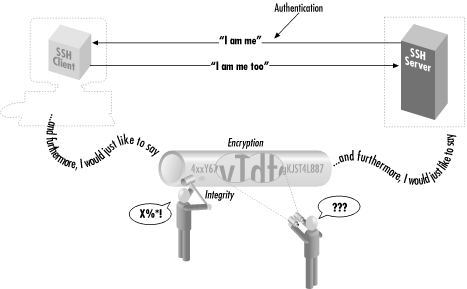 Authentication
"I am me"
"I am me too"
SSH
Client
SSH
Server
...and furthermore, I would just like to say
Encryption
4xxY6? vTdt gKJST4L887
...and furthermore, I would just like to say
Integrity
X%*!
???